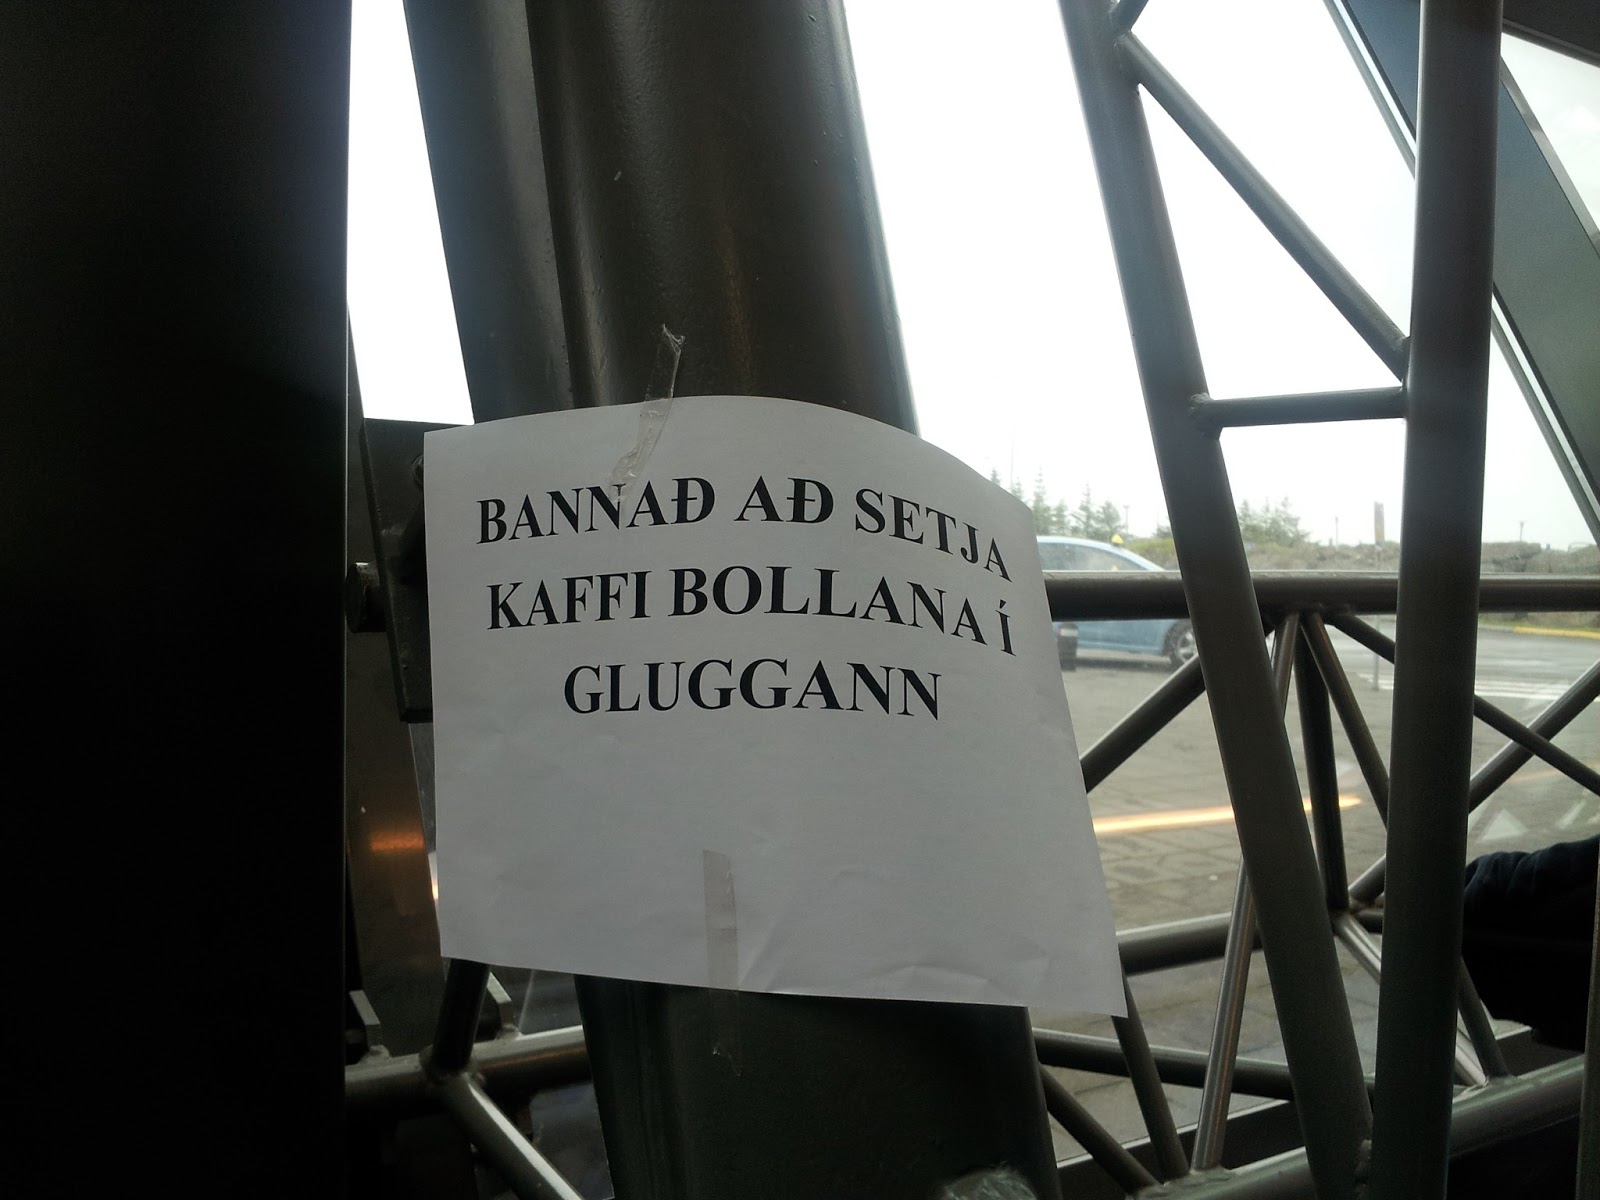 BANNAÐ AÐ SETJA
KAFFI BOLLANA Í
GLUGGANN